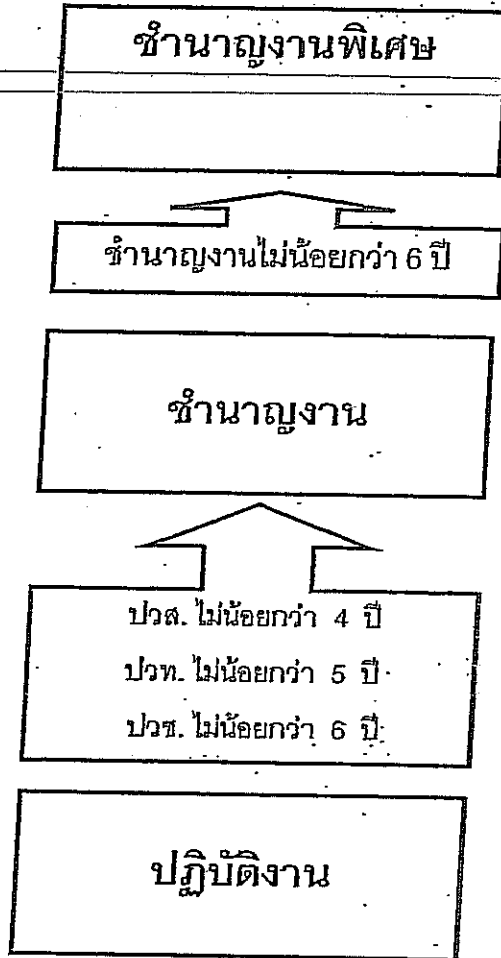 ชำนาญงานพิเศษ
ชำนาญงานไม่น้อยกว่า 6 ปี
ชำนาญงาน
ปวส. ไม่น้อยกว่า 4 ปี
ปวท. ไม่น้อยกว่า 5 ปี
ปวช. ไม่น้อยกว่า 6 ปี
ปฏิบัติงาน